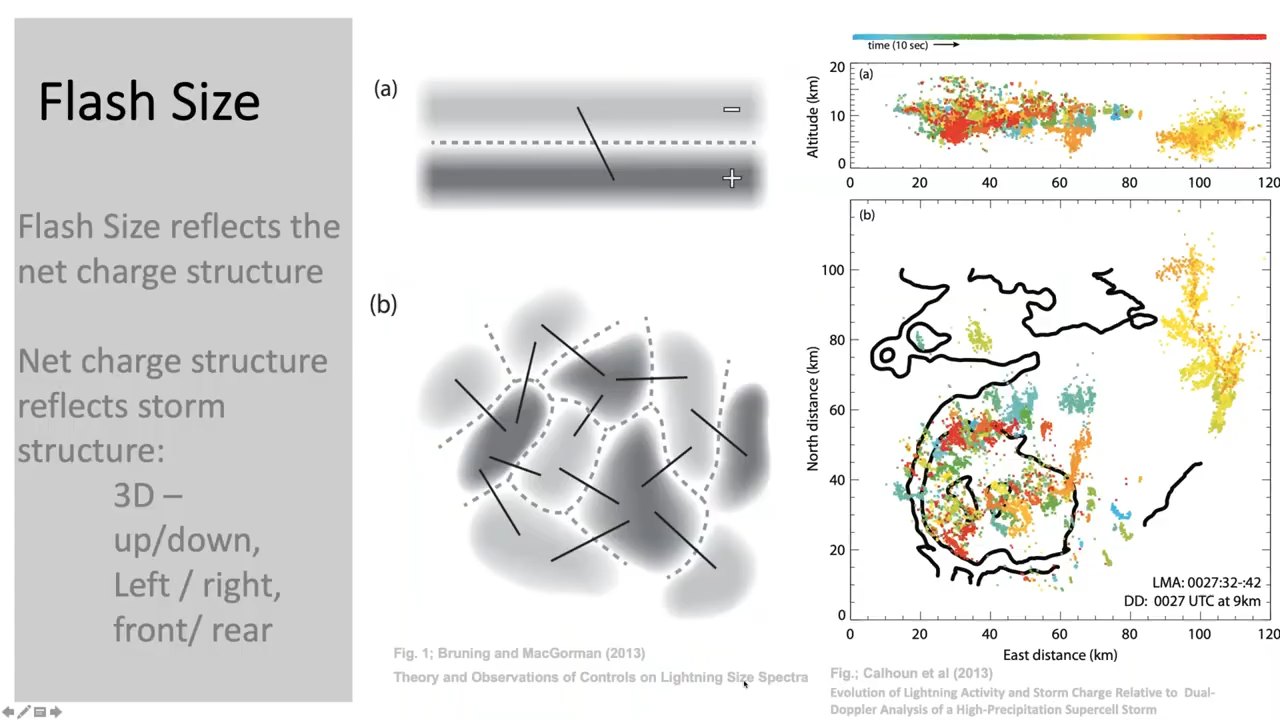 Flash Size
Flash Size reflects the
net charge structure
Net charge structure
reflects storm
structure:
3D –
up/down,
Left / right,
front/ rear
(a)
−
+
(b)
Fig. 1; Bruning and MacGorman (2013)
Theory and Observations of Controls on Lightning Size Spectra
time (10 sec)
(a)
Altitude (km)
20
10
0
0 20 40 60 80 100 120
(b)
North distance (km)
100
80
60
40
20
0
LMA: 0027:32-:42
DD: 0027 UTC at 9km
0 20 40 60 80 100 120
East distance (km)
Fig.; Calhoun et al (2013)
Evolution of Lightning Activity and Storm Charge Relative to Dual-
Doppler Analysis of a High-Precipitation Supercell Storm